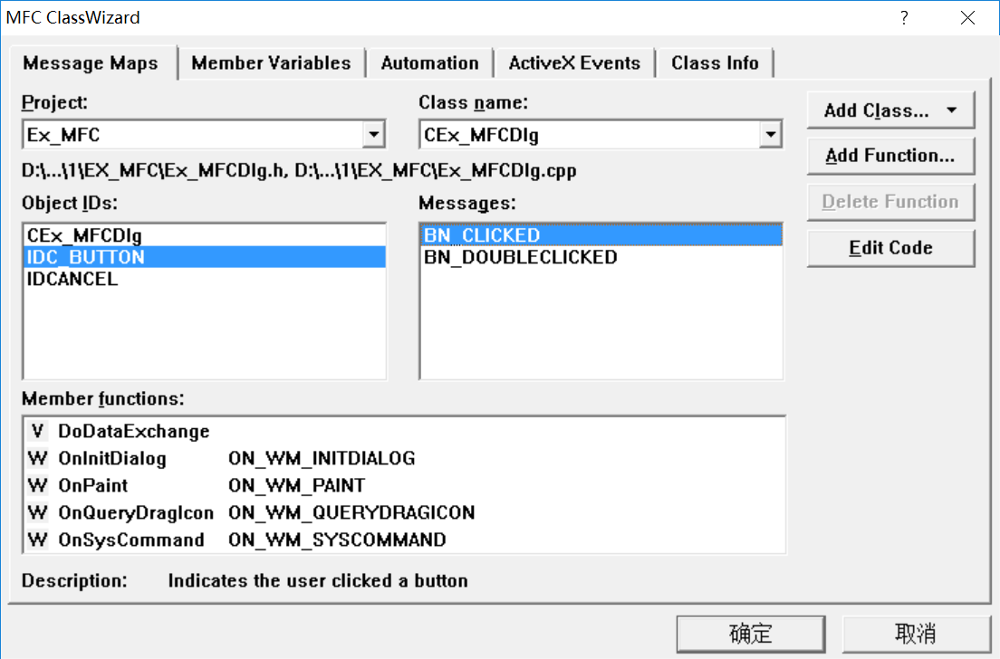 MFC ClassWizard
Message Maps Member Variables Automation ActiveX Events Class Info
Project: Class name:
Ex_MFC CEx_MFCDlg
D:\...\1\EX_MFC\Ex_MFCDlg.h, D:\...\1\EX_MFC\Ex_MFCDlg.cpp
Add Class...
Add Function...
Delete Function
Edit Code
Object IDs:
CEx_MFCDlg
IDC_BUTTON
IDCANCEL
Messages:
BN_CLICKED
BN_DOUBLECLICKED
Member functions:
V DoDataExchange
W OnInitDialog ON_WM_INITDIALOG
W OnPaint ON_WM_PAINT
W OnQueryDragIcon ON_WM_QUERYDRAGICON
W OnSysCommand ON_WM_SYSCOMMAND
Description: Indicates the user clicked a button
确定 取消